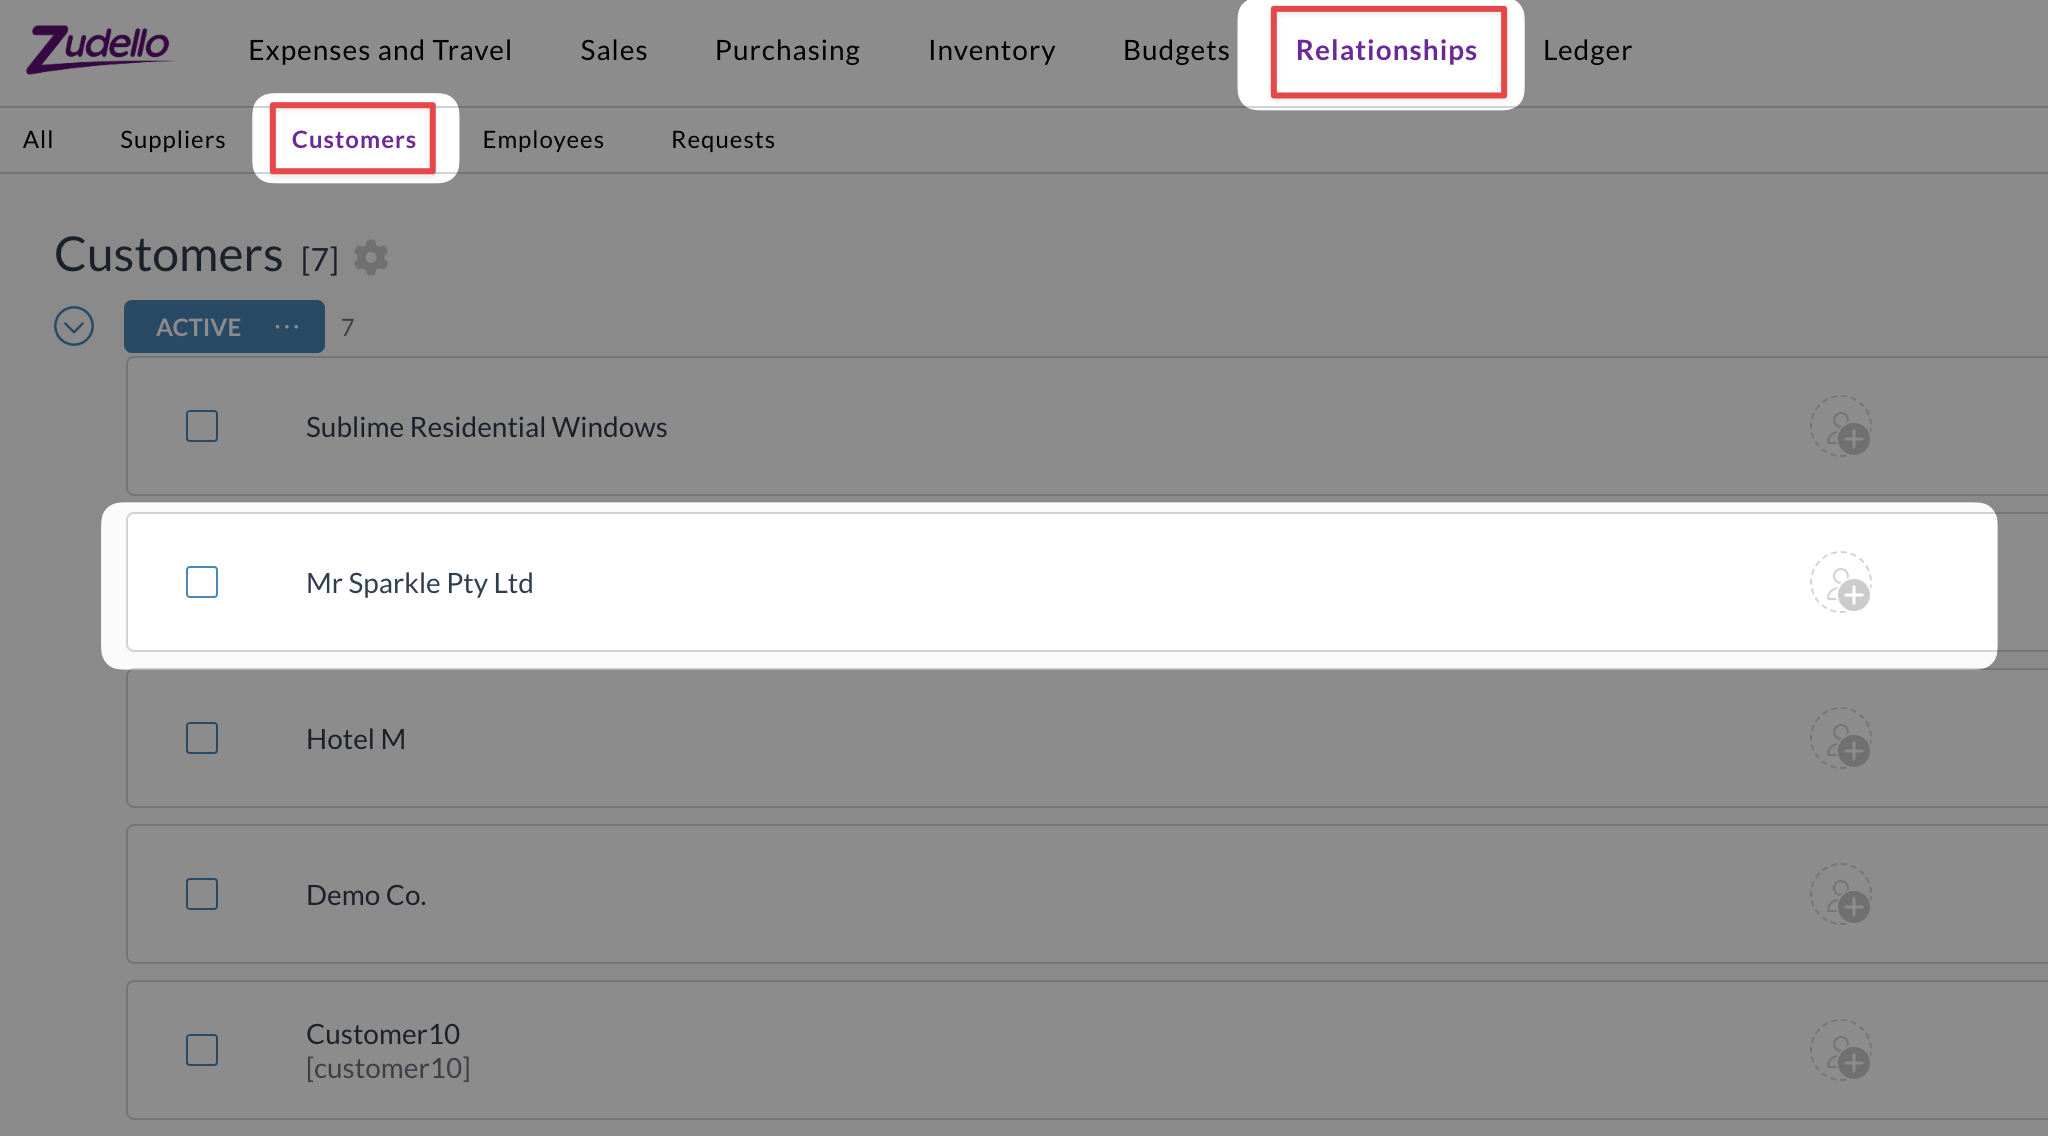 Zudello
Expenses and Travel Sales Purchasing Inventory Budgets Relationships Ledger
All Suppliers Customers Employees Requests
Customers [7]
ACTIVE ··· 7
Sublime Residential Windows
Mr Sparkle Pty Ltd
Hotel M
Demo Co.
Customer10
[customer10]